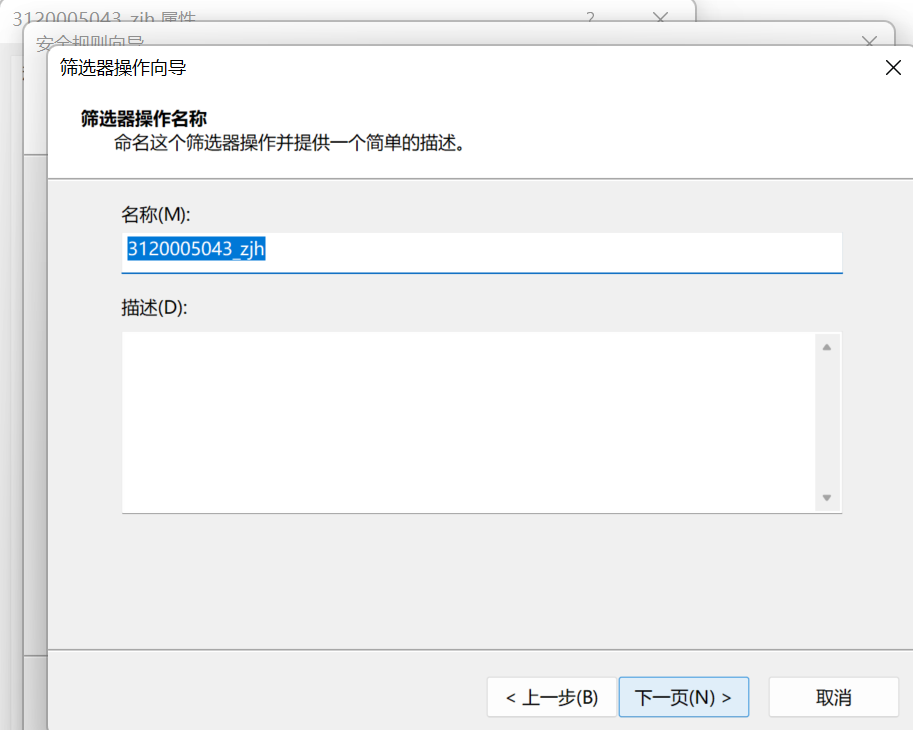 3120005043_zjh 属性
?
安全规则向导
筛选器操作向导
筛选器操作名称
命名这个筛选器操作并提供一个简单的描述。
名称(M):
3120005043_zjh
描述(D):
< 上一步(B)
下一页(N) >
取消